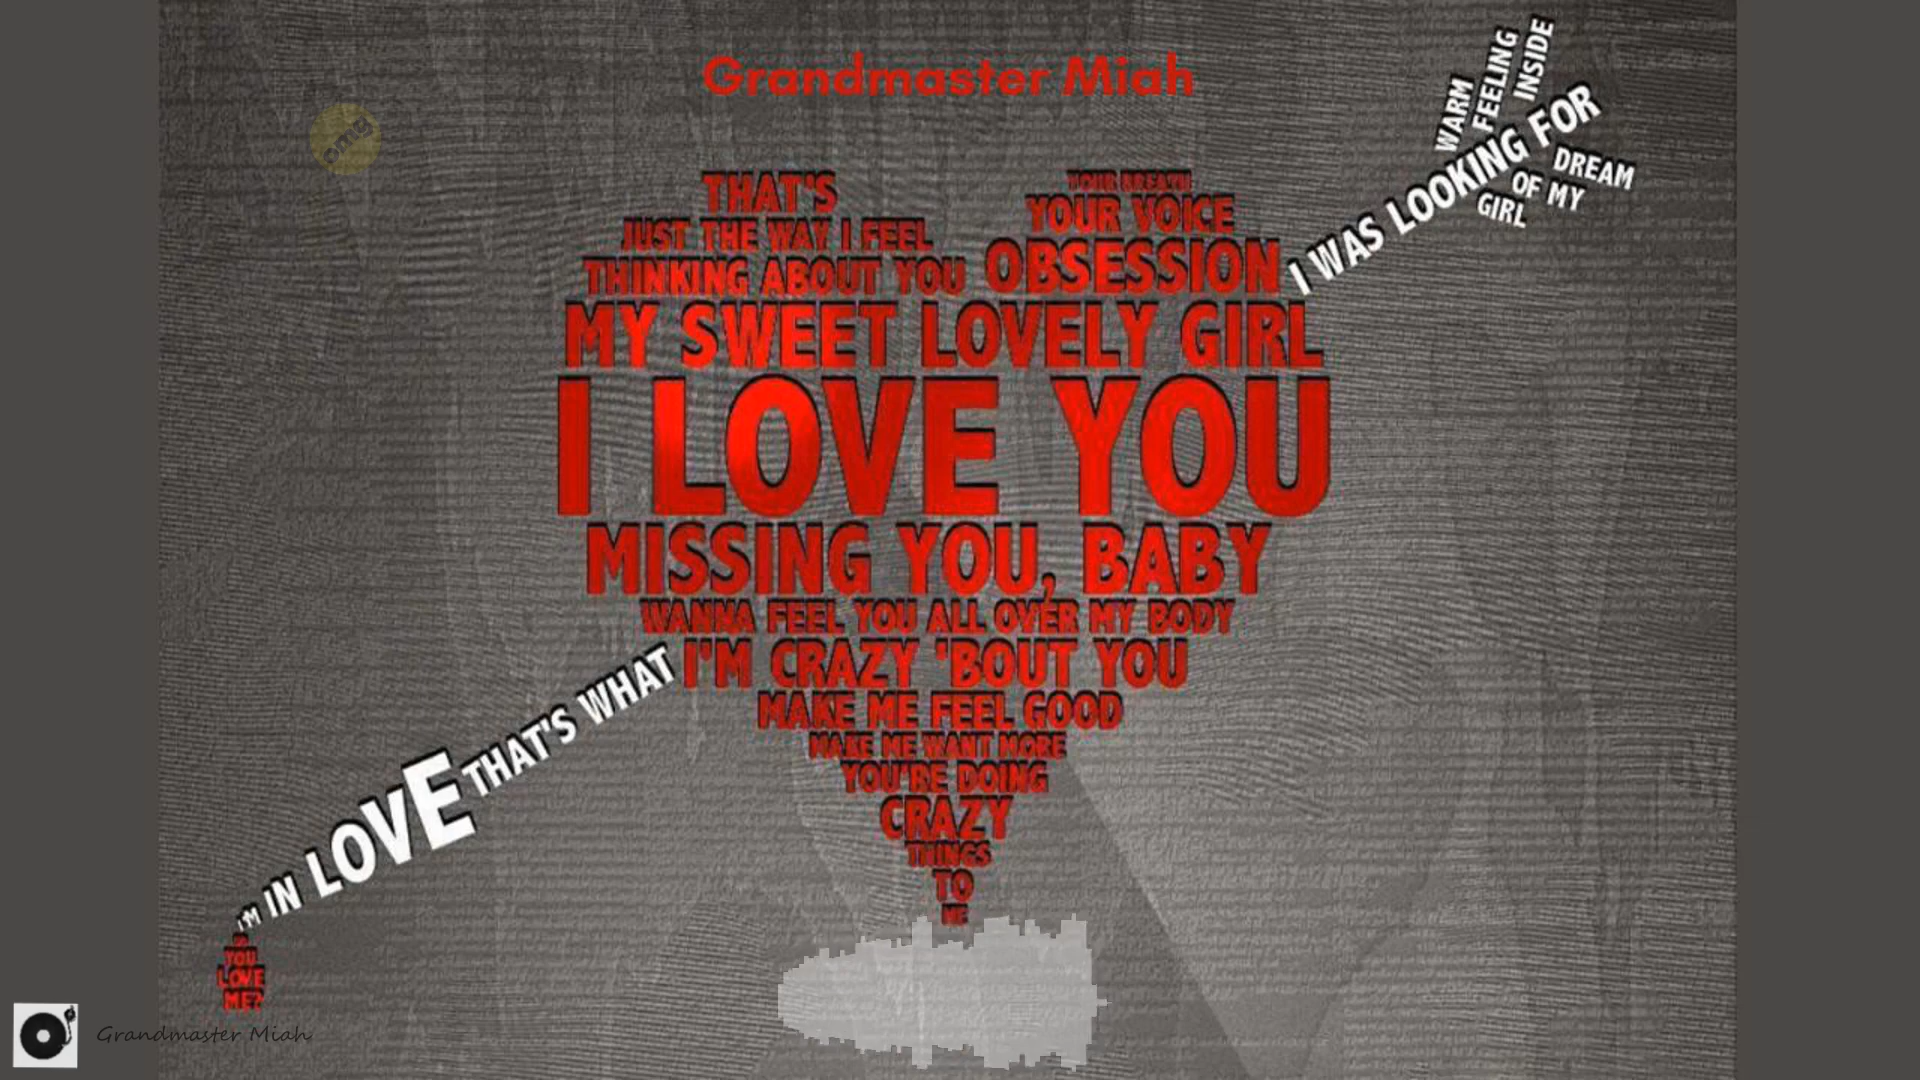 Grandmaster Miah
omg
WARM
FEELING
INSIDE
I WAS LOOKING FOR
DREAM
OF MY
GIRL
THAT'S
JUST THE WAY I FEEL
THINKING ABOUT YOU
YOUR BREATH
YOUR VOICE
OBSESSION
MY SWEET LOVELY GIRL
I LOVE YOU
MISSING YOU, BABY
WANNA FEEL YOU ALL OVER MY BODY
I'M CRAZY 'BOUT YOU
MAKE ME FEEL GOOD
MAKE ME WANT MORE
YOU'RE DOING
CRAZY
THINGS
TO
ME
I'M IN LOVE THAT'S WHAT
DO
YOU
LOVE
ME?
Grandmaster Miah